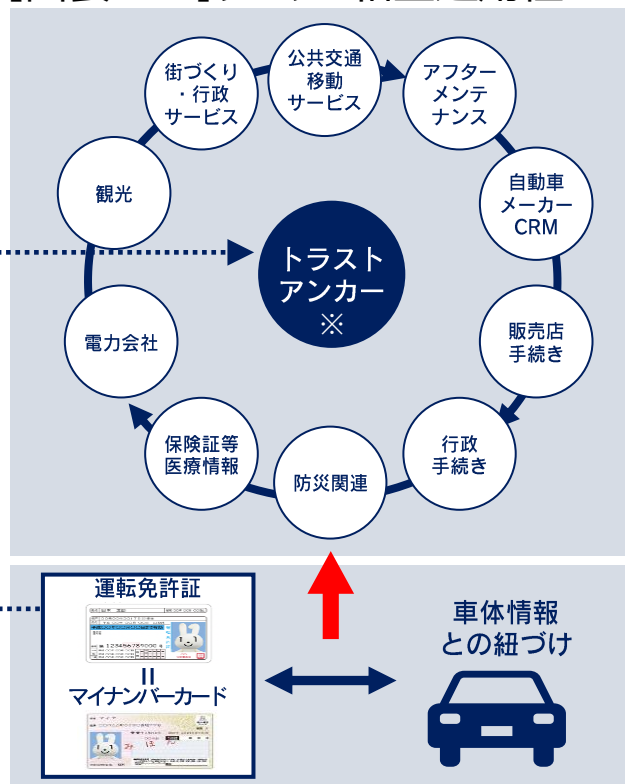 街づくり
・行政
サービス
公共交通
移動
サービス
アフター
メンテ
ナンス
観光
自動車
メーカー
CRM
トラスト
アンカー
※
電力会社
販売店
手続き
保険証等
医療情報
防災関連
行政
手続き
運転免許証
123456789000
マイナンバーカード
車体情報
との紐づけ